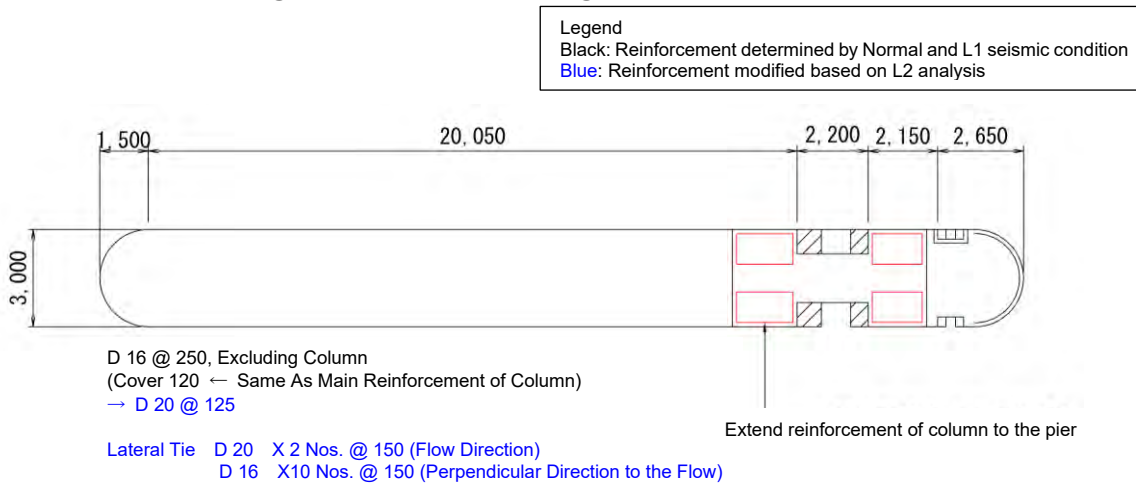 Legend
Black: Reinforcement determined by Normal and L1 seismic condition
Blue: Reinforcement modified based on L2 analysis
1,500
20,050
2,200
2,150
2,650
3,000
D 16 @ 250, Excluding Column
(Cover 120 ← Same As Main Reinforcement of Column)
→ D 20 @ 125
Extend reinforcement of column to the pier
Lateral Tie D 20 X 2 Nos. @ 150 (Flow Direction)
D 16 X10 Nos. @ 150 (Perpendicular Direction to the Flow)